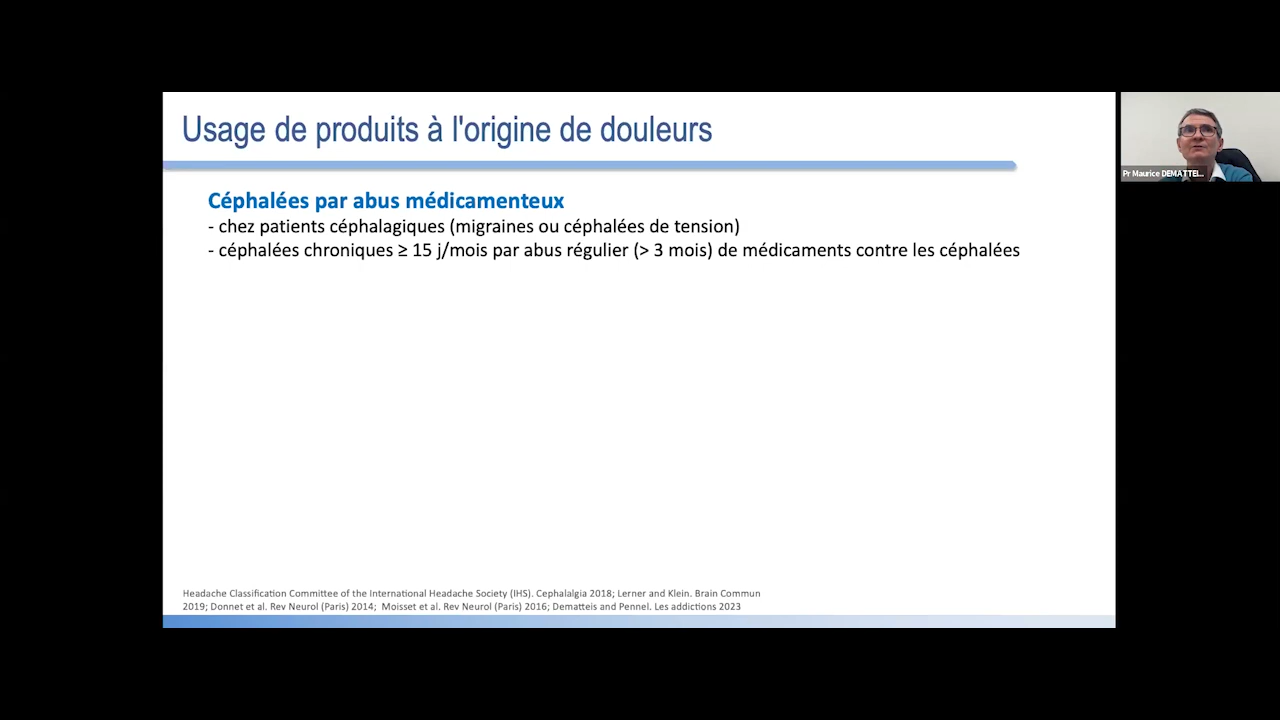 Usage de produits à l'origine de douleurs
Céphalées par abus médicamenteux
- chez patients céphalagiques (migraines ou céphalées de tension)
- céphalées chroniques ≥ 15 j/mois par abus régulier (> 3 mois) de médicaments contre les céphalées
Headache Classification Committee of the International Headache Society (IHS). Cephalalgia 2018; Lerner and Klein. Brain Commun
2019; Donnet et al. Rev Neurol (Paris) 2014; Moisset et al. Rev Neurol (Paris) 2016; Dematteis and Pennel. Les addictions 2023
Pr Maurice DEMATTEI...